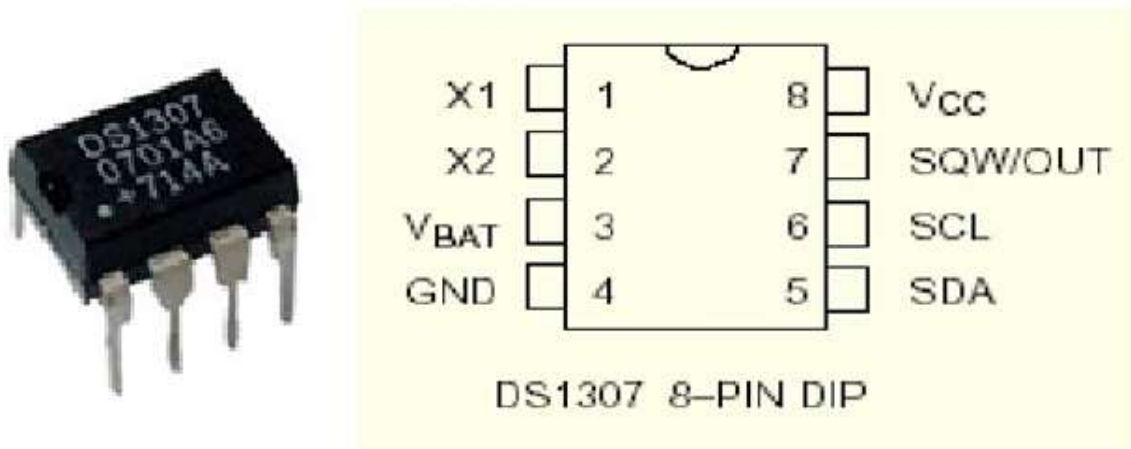 DS1307
0701A6
+714A
X1 1 8 VCC
X2 2 7 SQW/OUT
VBAT 3 6 SCL
GND 4 5 SDA
DS1307 8–PIN DIP